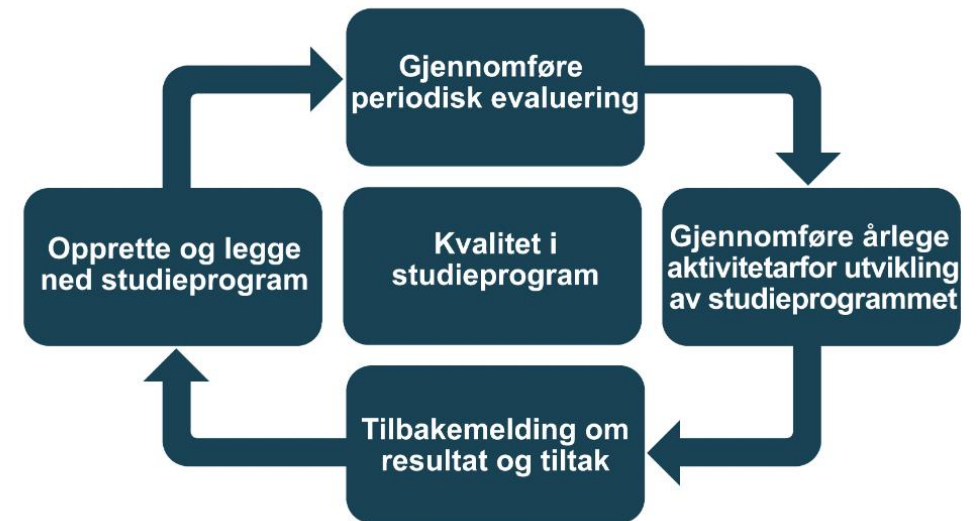 Gjennomføre
periodisk evaluering
Opprette og legge
ned studieprogram
Kvalitet i
studieprogram
Gjennomføre årlege
aktivitetarfor utvikling
av studieprogrammet
Tilbakemelding om
resultat og tiltak